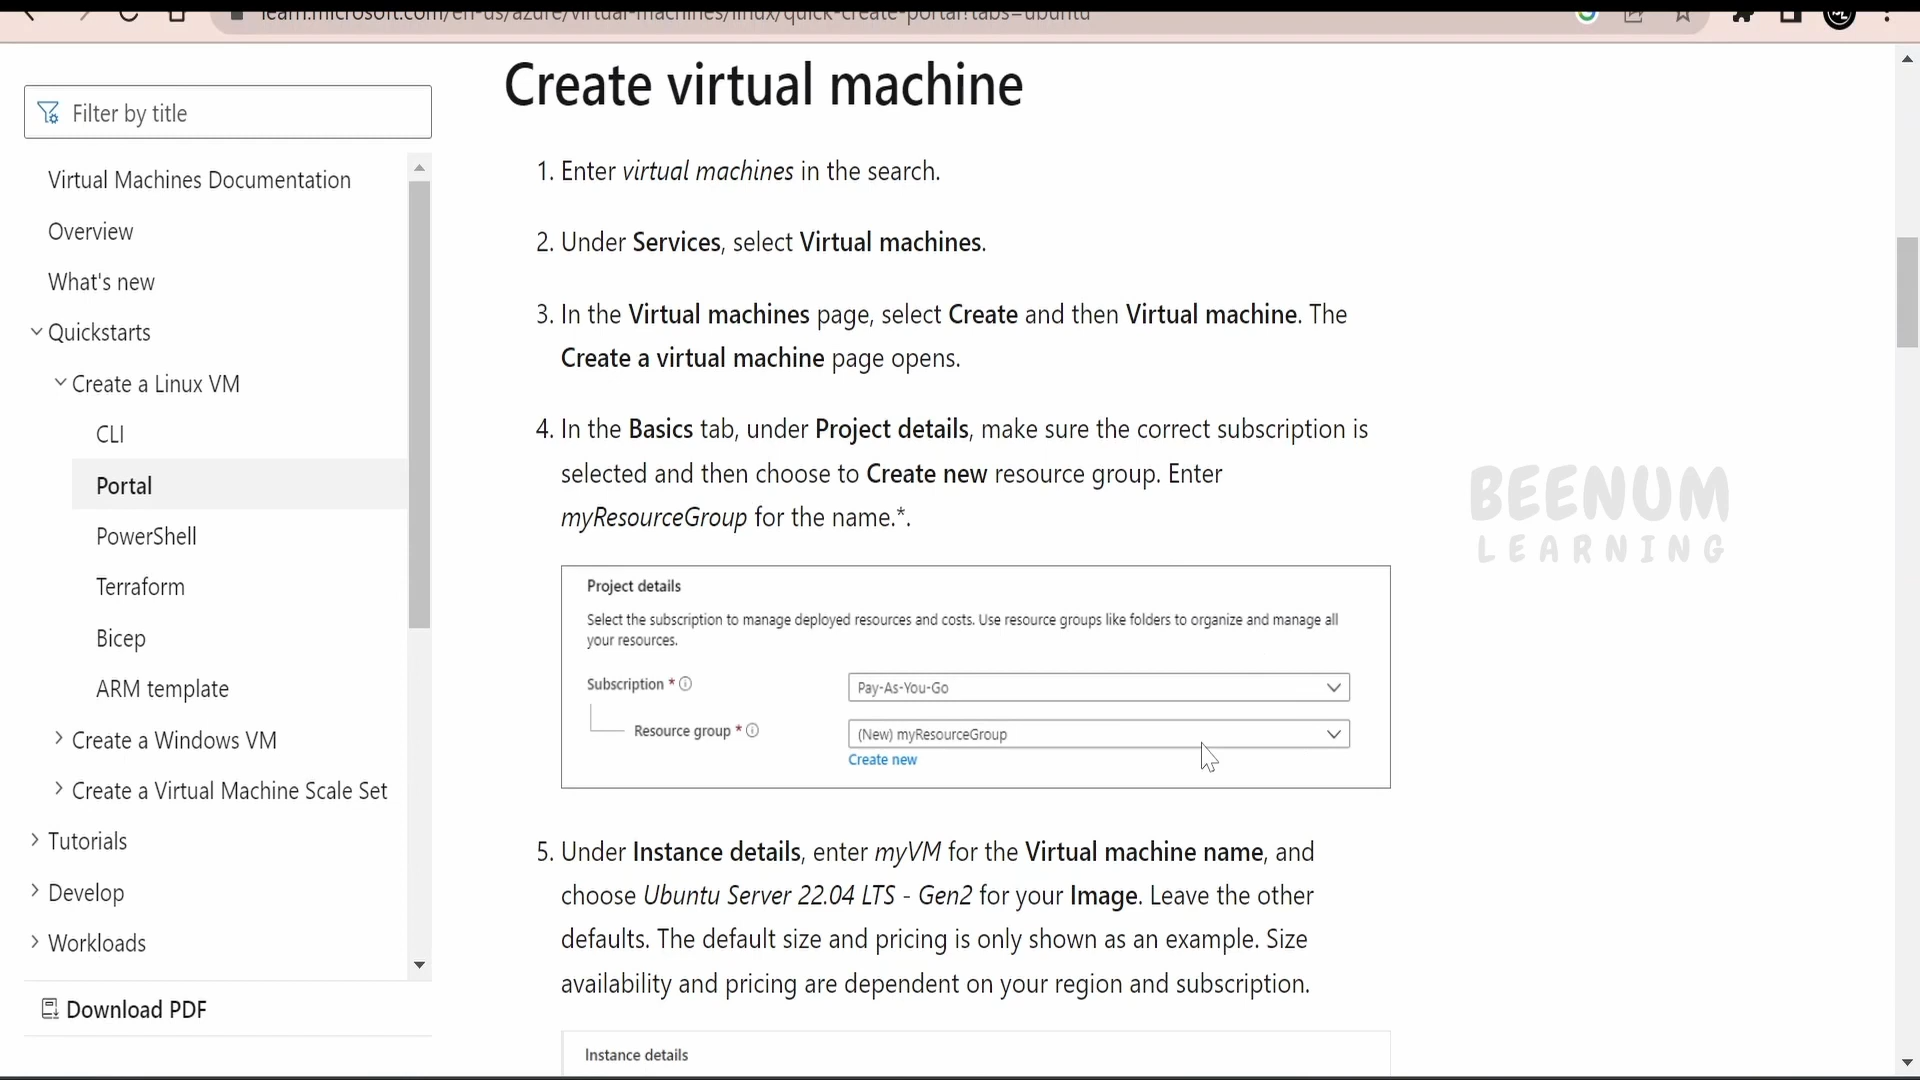 learn.microsoft.com/en-us/azure/virtual-machines/linux/quick-create-portal?tabs=ubuntu
Filter by title
Virtual Machines Documentation
Overview
What's new
Quickstarts
Create a Linux VM
CLI
Portal
PowerShell
Terraform
Bicep
ARM template
Create a Windows VM
Create a Virtual Machine Scale Set
Tutorials
Develop
Workloads
Download PDF
Create virtual machine
1. Enter virtual machines in the search.
2. Under Services, select Virtual machines.
3. In the Virtual machines page, select Create and then Virtual machine. The
Create a virtual machine page opens.
4. In the Basics tab, under Project details, make sure the correct subscription is
selected and then choose to Create new resource group. Enter
myResourceGroup for the name.*.
Project details
Select the subscription to manage deployed resources and costs. Use resource groups like folders to organize and manage all
your resources.
Subscription *
Pay-As-You-Go
Resource group *
(New) myResourceGroup
Create new
5. Under Instance details, enter myVM for the Virtual machine name, and
choose Ubuntu Server 22.04 LTS - Gen2 for your Image. Leave the other
defaults. The default size and pricing is only shown as an example. Size
availability and pricing are dependent on your region and subscription.
Instance details
BEENUM
LEARNING